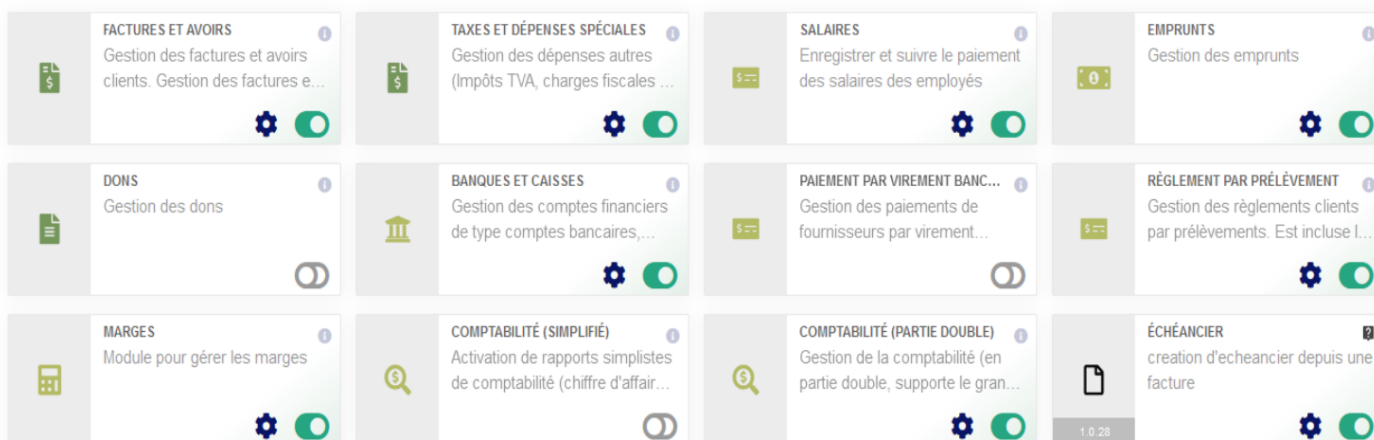 FACTURES ET AVOIRS
Gestion des factures et avoirs
clients. Gestion des factures e...
TAXES ET DÉPENSES SPÉCIALES
Gestion des dépenses autres
(Impôts TVA, charges fiscales ...
SALAIRES
Enregistrer et suivre le paiement
des salaires des employés
EMPRUNTS
Gestion des emprunts
DONS
Gestion des dons
BANQUES ET CAISSES
Gestion des comptes financiers
de type comptes bancaires,...
PAIEMENT PAR VIREMENT BANC...
Gestion des paiements de
fournisseurs par virement...
RÈGLEMENT PAR PRÉLÈVEMENT
Gestion des règlements clients
par prélèvements. Est incluse l...
MARGES
Module pour gérer les marges
COMPTABILITÉ (SIMPLIFIÉ)
Activation de rapports simplistes
de comptabilité (chiffre d'affair...
COMPTABILITÉ (PARTIE DOUBLE)
Gestion de la comptabilité (en
partie double, supporte le gran...
ÉCHÉANCIER
creation d'echeancier depuis une
facture
1.0.28